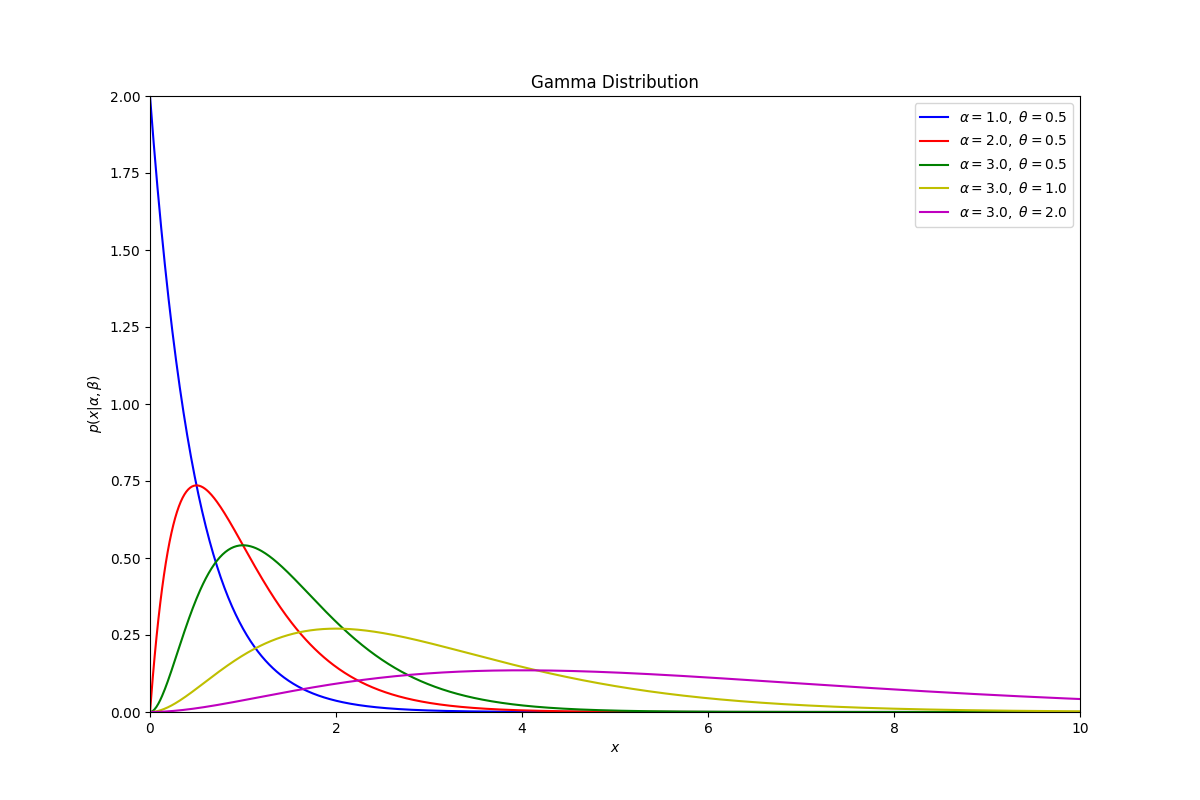 Gamma Distribution
2.00
1.75
1.50
1.25
1.00
0.75
0.50
0.25
0.00
p(x|α,β)
α = 1.0, θ = 0.5
α = 2.0, θ = 0.5
α = 3.0, θ = 0.5
α = 3.0, θ = 1.0
α = 3.0, θ = 2.0
0 2 4 6 8 10
x